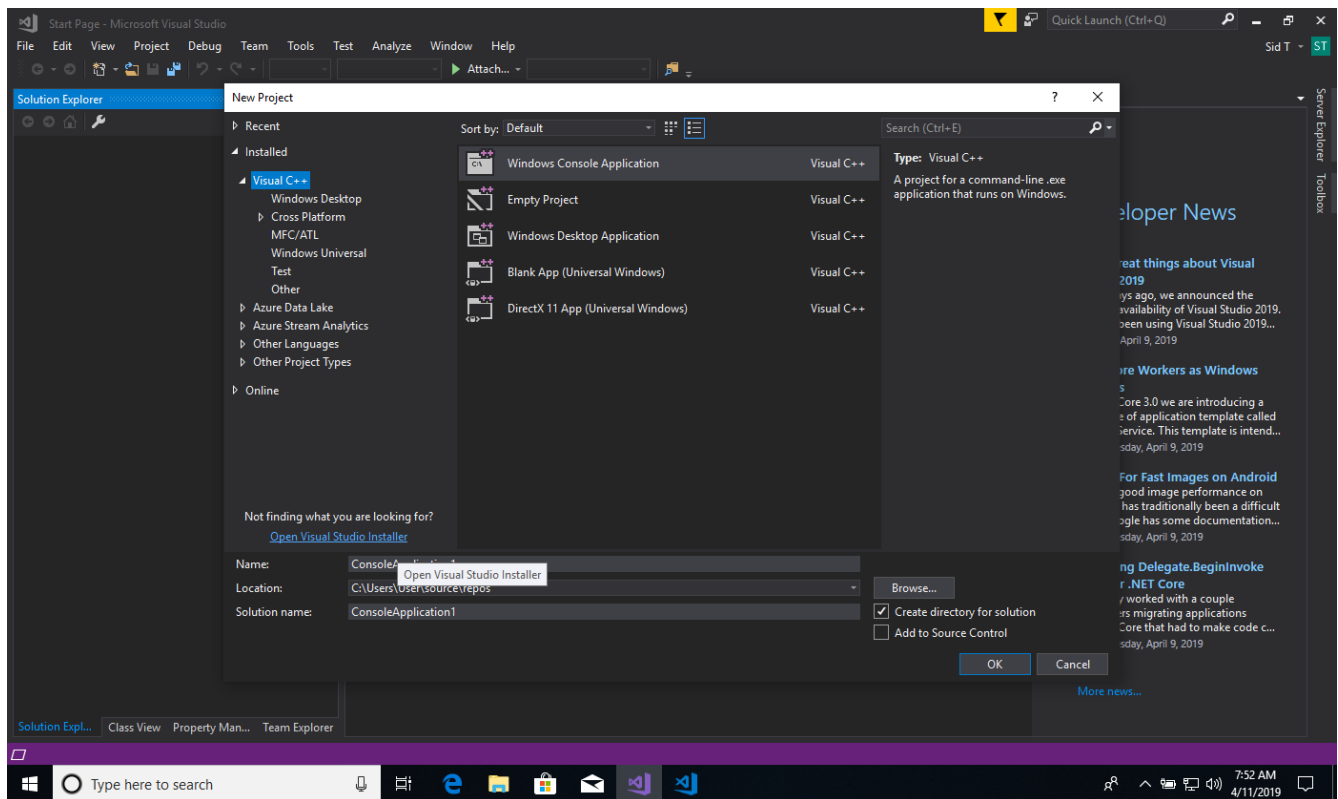 Start Page - Microsoft Visual Studio
Quick Launch (Ctrl+Q)
File Edit View Project Debug Team Tools Test Analyze Window Help
Sid T ST
Attach...
Solution Explorer
New Project
?
Recent
Installed
Visual C++
Windows Desktop
Cross Platform
MFC/ATL
Windows Universal
Test
Other
Azure Data Lake
Azure Stream Analytics
Other Languages
Other Project Types
Online
Not finding what you are looking for?
Open Visual Studio Installer
Sort by: Default
Windows Console Application Visual C++
Empty Project Visual C++
Windows Desktop Application Visual C++
Blank App (Universal Windows) Visual C++
DirectX 11 App (Universal Windows) Visual C++
Search (Ctrl+E)
Type: Visual C++
A project for a command-line .exe
application that runs on Windows.
Name:
Open Visual Studio Installer
Location: C:\Users\User\source\repos
Solution name: ConsoleApplication1
Browse...
Create directory for solution
Add to Source Control
OK Cancel
Server Explorer
Toolbox
News
things about Visual
2019
ago, we announced the
availability of Visual Studio 2019.
been using Visual Studio 2019...
April 9, 2019
Workers as Windows
Core 3.0 we are introducing a
of application template called
Service. This template is intend...
April 9, 2019
For Fast Images on Android
good image performance on
has traditionally been a difficult
has some documentation...
April 9, 2019
Delegate.BeginInvoke
.NET Core
worked with a couple
migrating applications
Core that had to make code c...
April 9, 2019
More news...
Solution Expl... Class View Property Man... Team Explorer
Type here to search
7:52 AM
4/11/2019